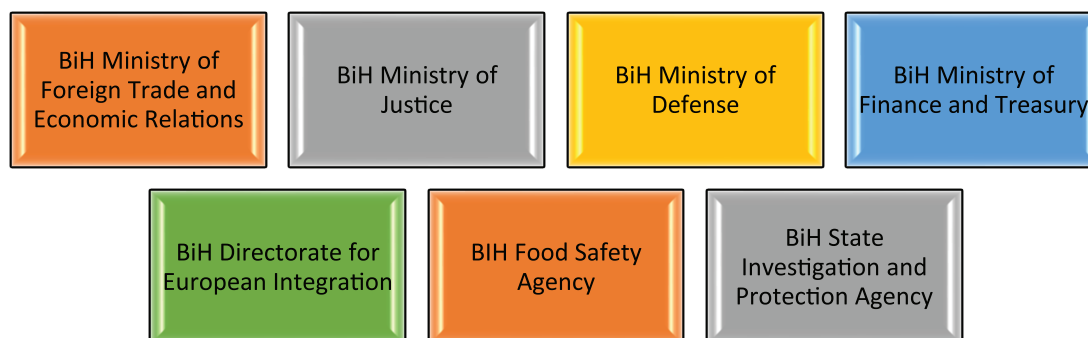 BiH Ministry of
Foreign Trade and
Economic Relations
BiH Ministry of
Justice
BiH Ministry of
Defense
BiH Ministry of
Finance and Treasury
BiH Directorate for
European Integration
BIH Food Safety
Agency
BiH State
Investigation and
Protection Agency